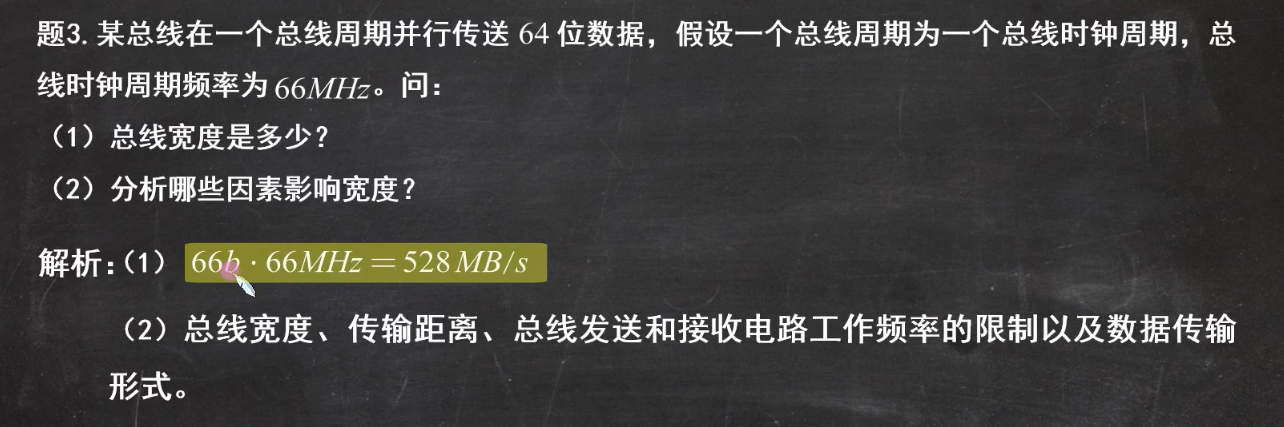 题3. 某总线在一个总线周期并行传送 64 位数据，假设一个总线周期为一个总线时钟周期，总
线时钟周期频率为 66MHz。问：
（1）总线宽度是多少？
（2）分析哪些因素影响宽度？
解析：（1） 66b · 66MHz = 528MB/s
（2）总线宽度、传输距离、总线发送和接收电路工作频率的限制以及数据传输
形式。